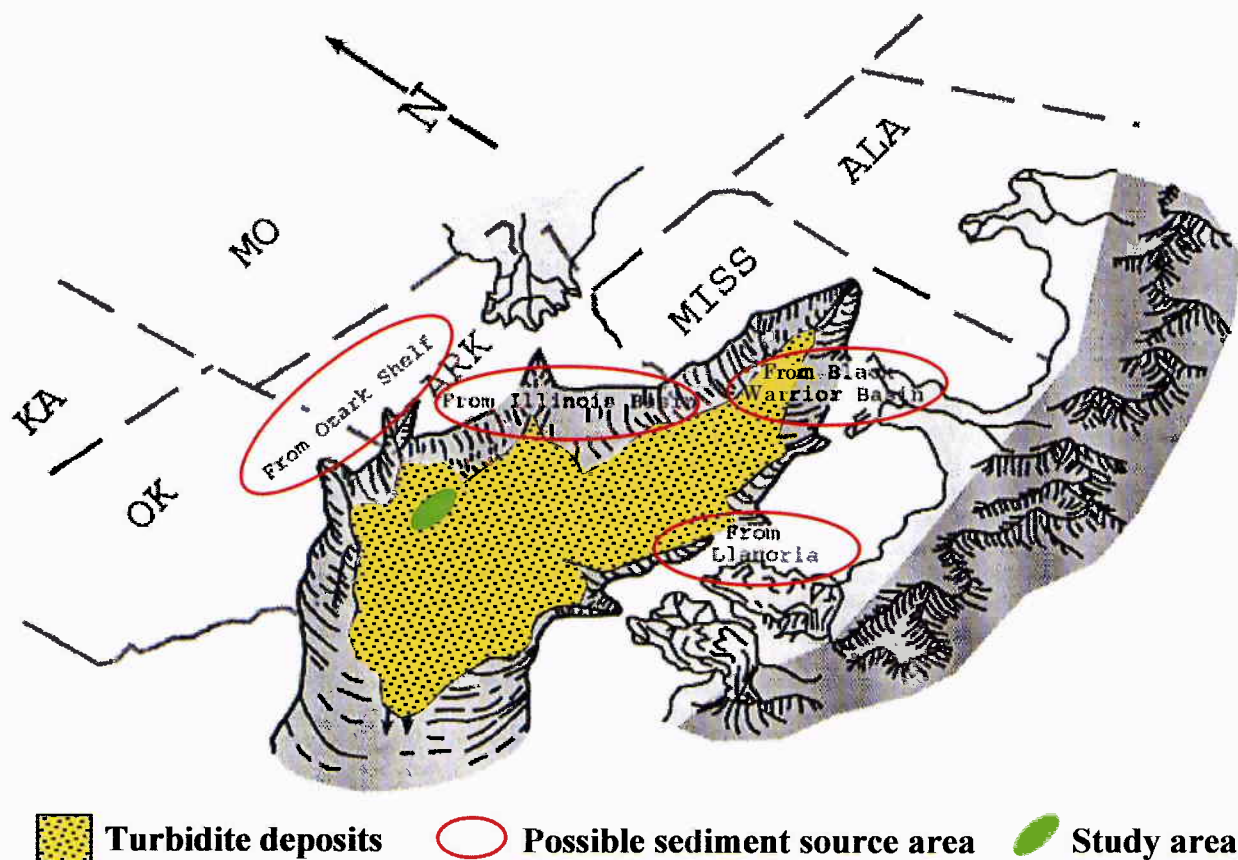 N
ALA
MO
MISS
ARK
KA
OK
From Ozark Shelf
From Illinois Basin
From Black
Warrior Basin
From
Llanoria
Turbidite deposits
Possible sediment source area
Study area